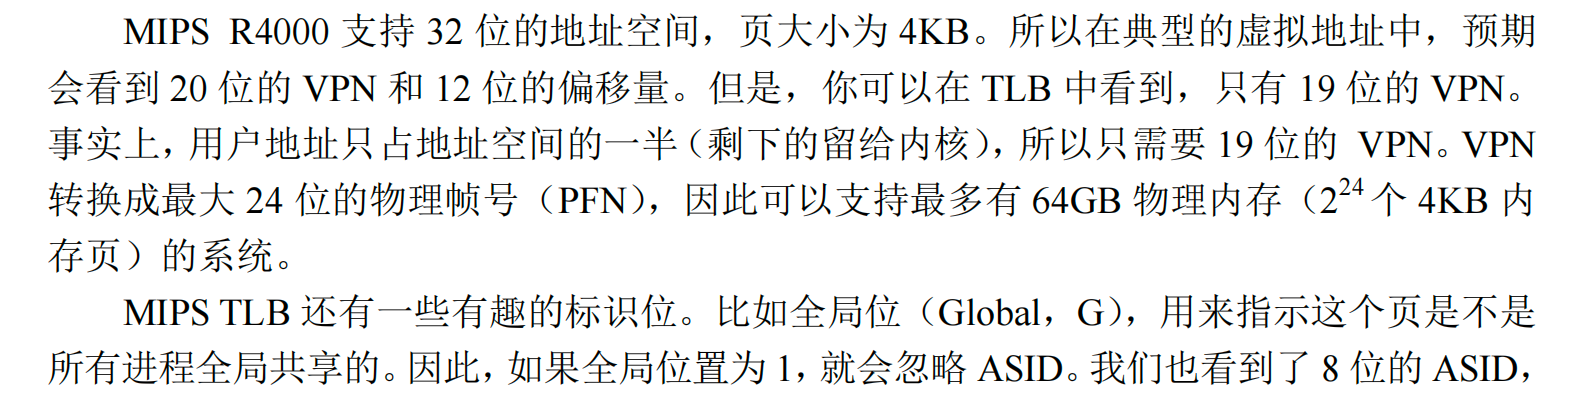 MIPS R4000 支持 32 位的地址空间，页大小为 4KB。所以在典型的虚拟地址中，预期
会看到 20 位的 VPN 和 12 位的偏移量。但是，你可以在 TLB 中看到，只有 19 位的 VPN。
事实上，用户地址只占地址空间的一半（剩下的留给内核），所以只需要 19 位的 VPN。VPN
转换成最大 24 位的物理帧号（PFN），因此可以支持最多有 64GB 物理内存（2²⁴ 个 4KB 内
存页）的系统。
MIPS TLB 还有一些有趣的标识位。比如全局位（Global，G），用来指示这个页是不是
所有进程全局共享的。因此，如果全局位置为 1，就会忽略 ASID。我们也看到了 8 位的 ASID，